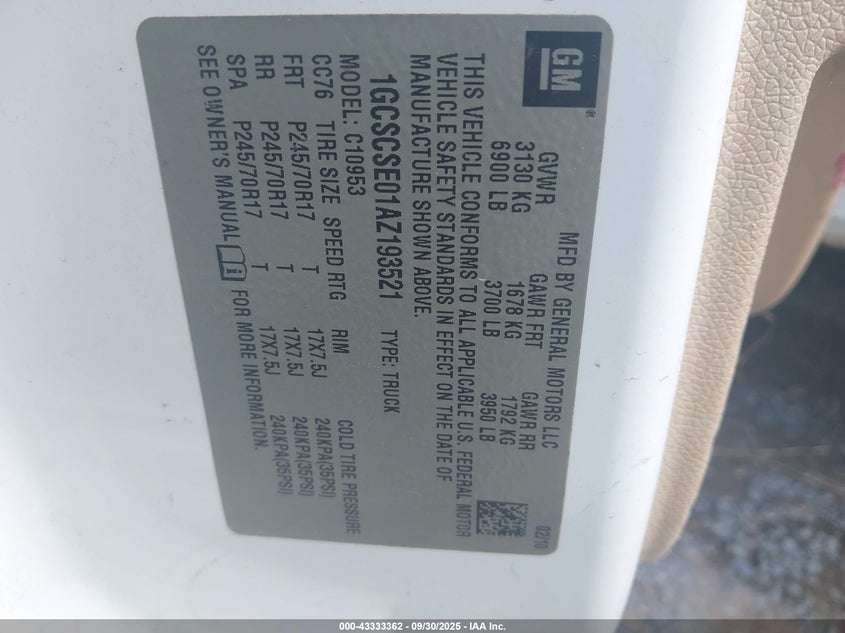 GM
MFD BY GENERAL MOTORS LLC 02/10
GVWR GAWR FRT GAWR RR
3130 KG 1678 KG 1792 KG
6900 LB 3700 LB 3950 LB
THIS VEHICLE CONFORMS TO ALL APPLICABLE U.S. FEDERAL MOTOR
VEHICLE SAFETY STANDARDS IN EFFECT ON THE DATE OF
MANUFACTURE SHOWN ABOVE.
1GCSCSE01AZ193521 TYPE: TRUCK
MODEL: C10953
CC76 TIRE SIZE SPEED RTG RIM COLD TIRE PRESSURE
FRT P245/70R17 T 17X7.5J 240KPA(35PSI)
RR P245/70R17 T 17X7.5J 240KPA(35PSI)
SPA P245/70R17 T 17X7.5J 240KPA(35PSI)
SEE OWNER'S MANUAL i FOR MORE INFORMATION.
000-43333362 | 09/30/2025 - IAA Inc.